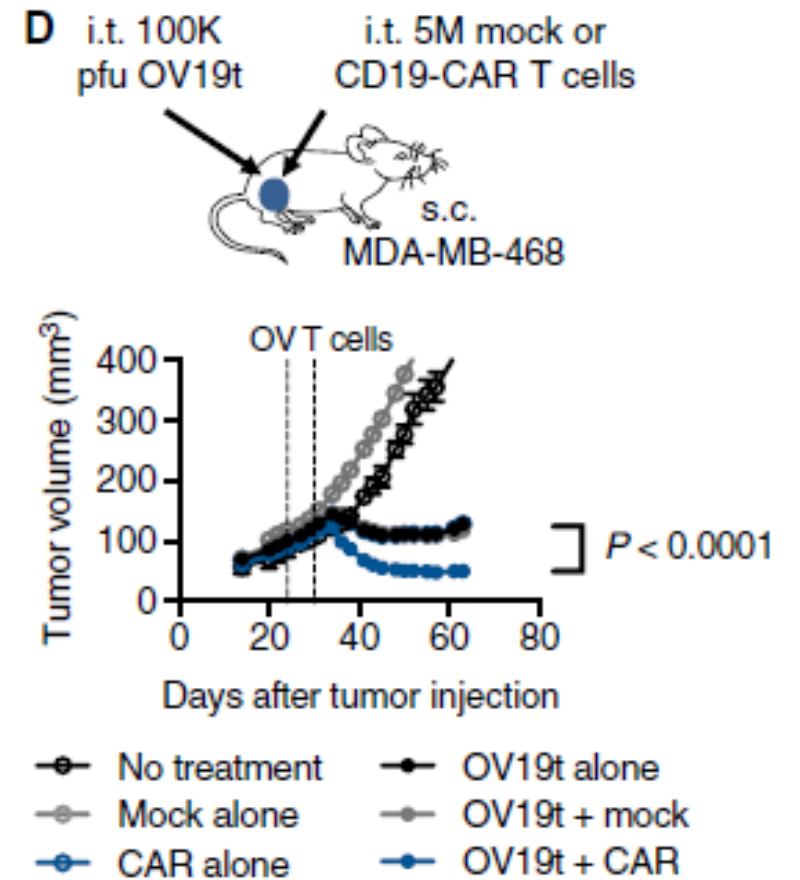 D
i.t. 100K
pfu OV19t
i.t. 5M mock or
CD19-CAR T cells
s.c.
MDA-MB-468
OV T cells
Tumor volume (mm³)
400
300
200
100
0
0 20 40 60 80
P < 0.0001
Days after tumor injection
No treatment
Mock alone
CAR alone
OV19t alone
OV19t + mock
OV19t + CAR